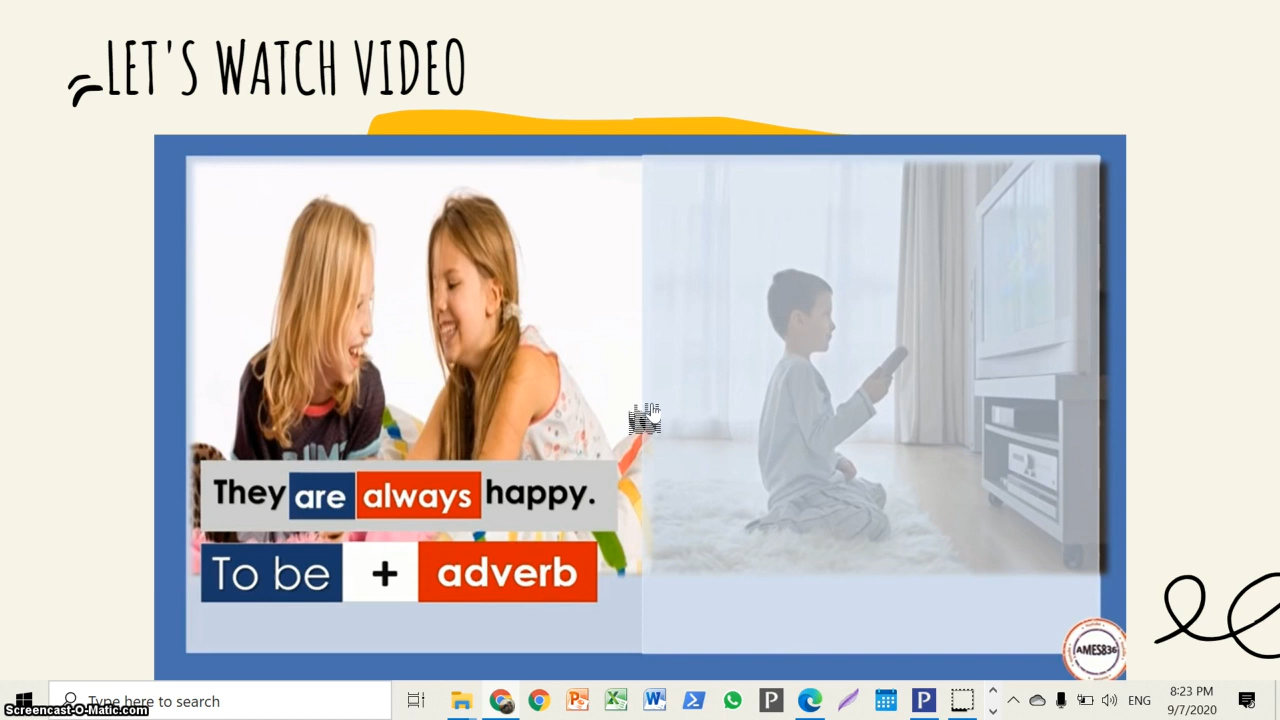 LET'S WATCH VIDEO
They are always happy.
To be + adverb
AMES836
Type here to search
ENG
8:23 PM
9/7/2020
Screencast-O-Matic.com